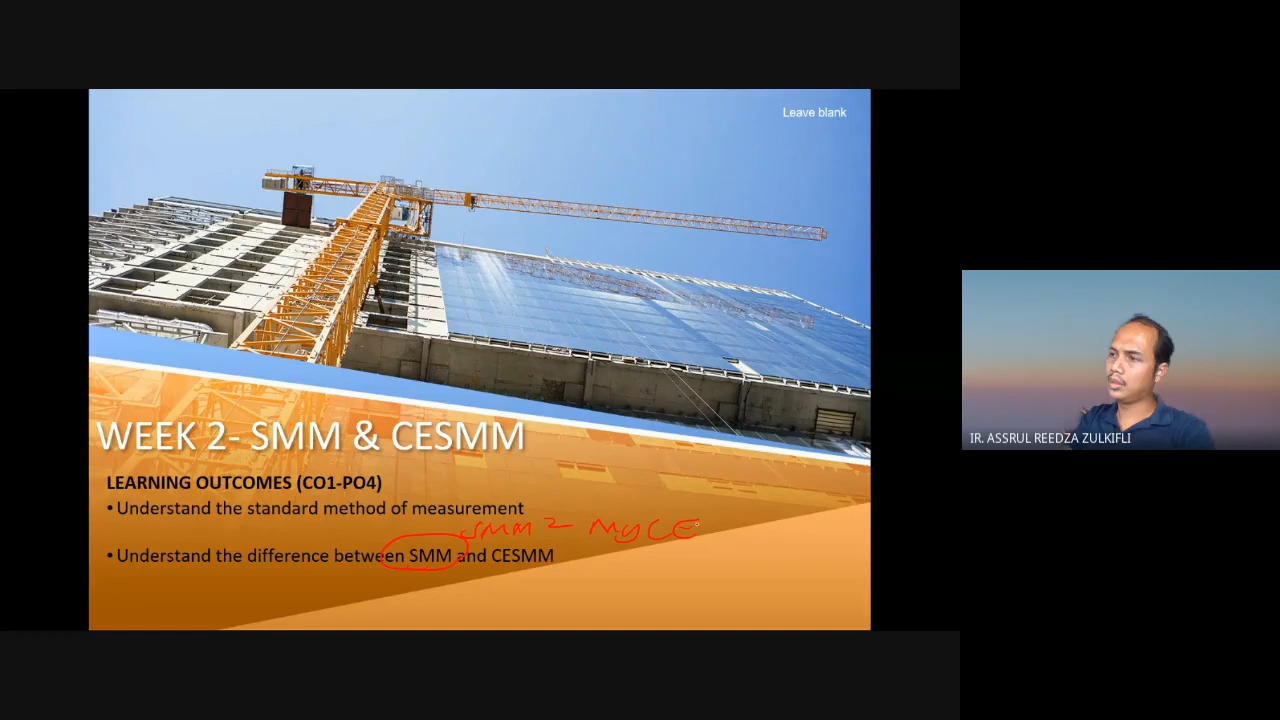 Leave blank
WEEK 2- SMM & CESMM
LEARNING OUTCOMES (CO1-PO4)
• Understand the standard method of measurement
SMM 2 MyCE
• Understand the difference between SMM and CESMM
IR. ASSRUL REEDZA ZULKIFLI